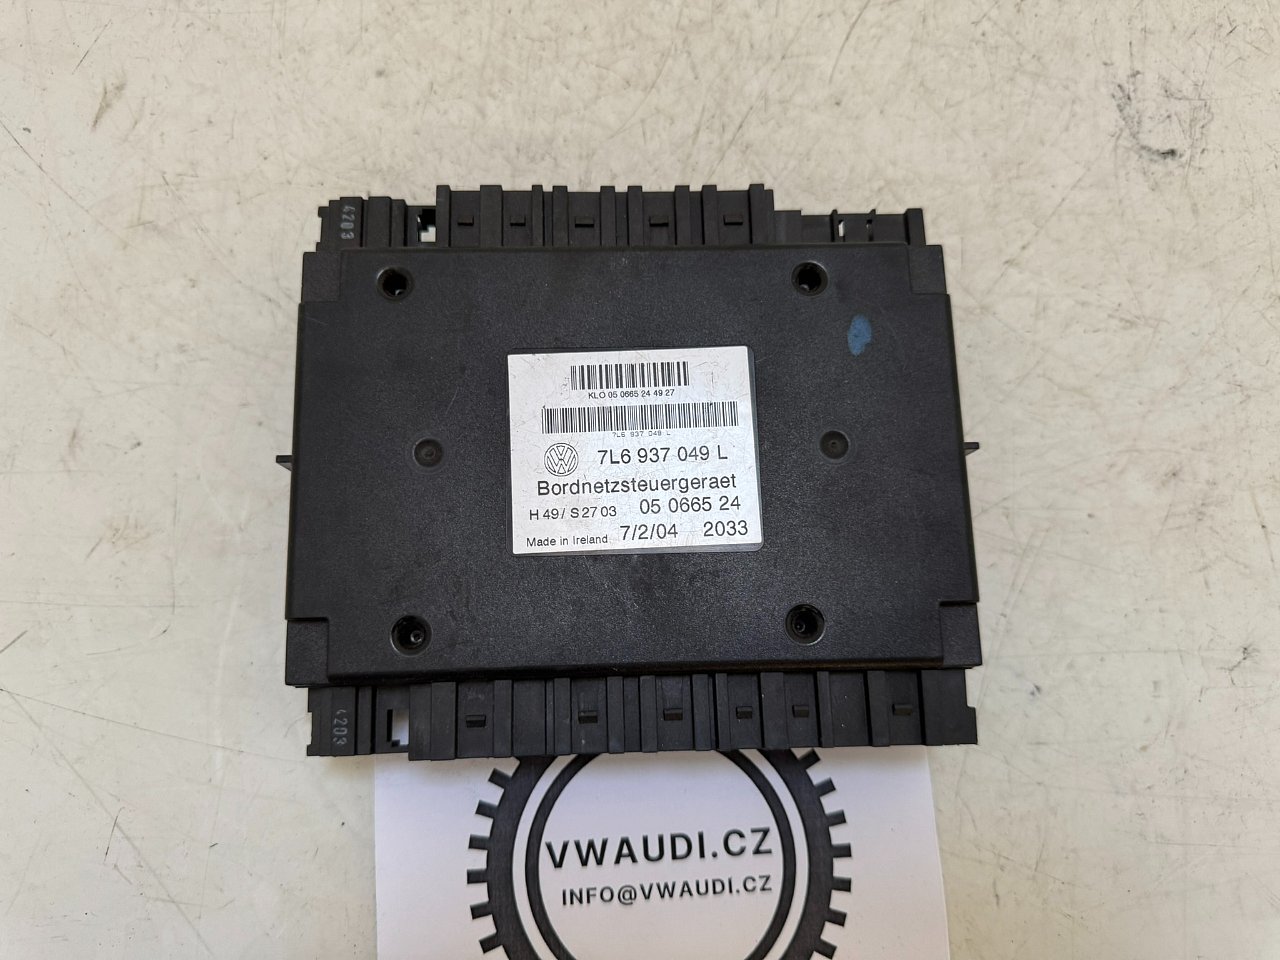 4203
KLO 05 0665 24 49 27
7L6 937 049 L
7L6 937 049 L
Bordnetzsteuergeraet
H 49/ S 27 03 05 0665 24
Made in Ireland 7/2/04 2033
4203
VWAUDI.CZ
INFO@VWAUDI.CZ